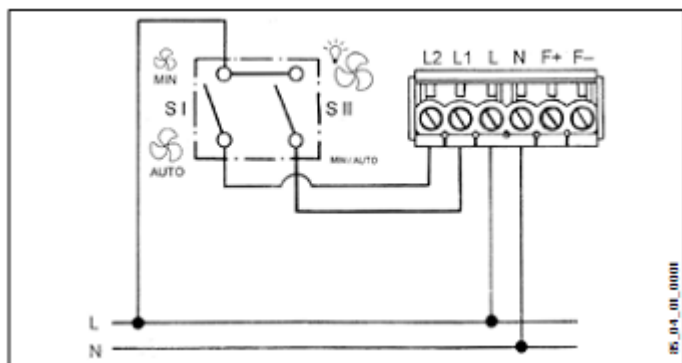 L2 L1 L N F+ F-
MIN
S I
S II
AUTO
MIN / AUTO
L
N